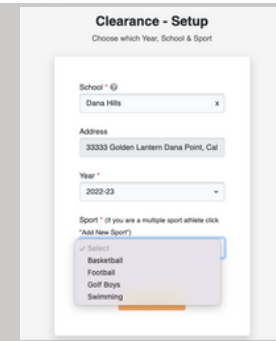 Clearance - Setup
Choose which Year, School & Sport
School *
Dana Hills x
Address
33333 Golden Lantern Dana Point, Cal
Year *
2022-23
Sport * (If you are a multiple sport athlete click
"Add New Sport")
✓ Select
Basketball
Football
Golf Boys
Swimming